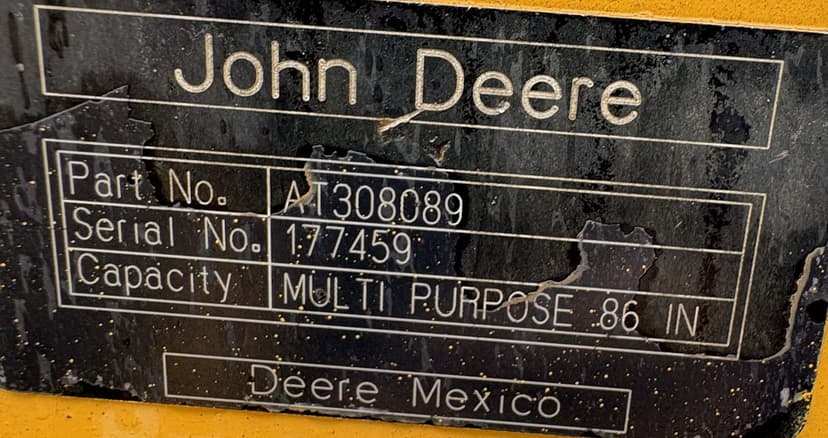 John Deere
Part No. AT308089
Serial No. 177459
Capacity MULTI PURPOSE 86 IN
Deere Mexico